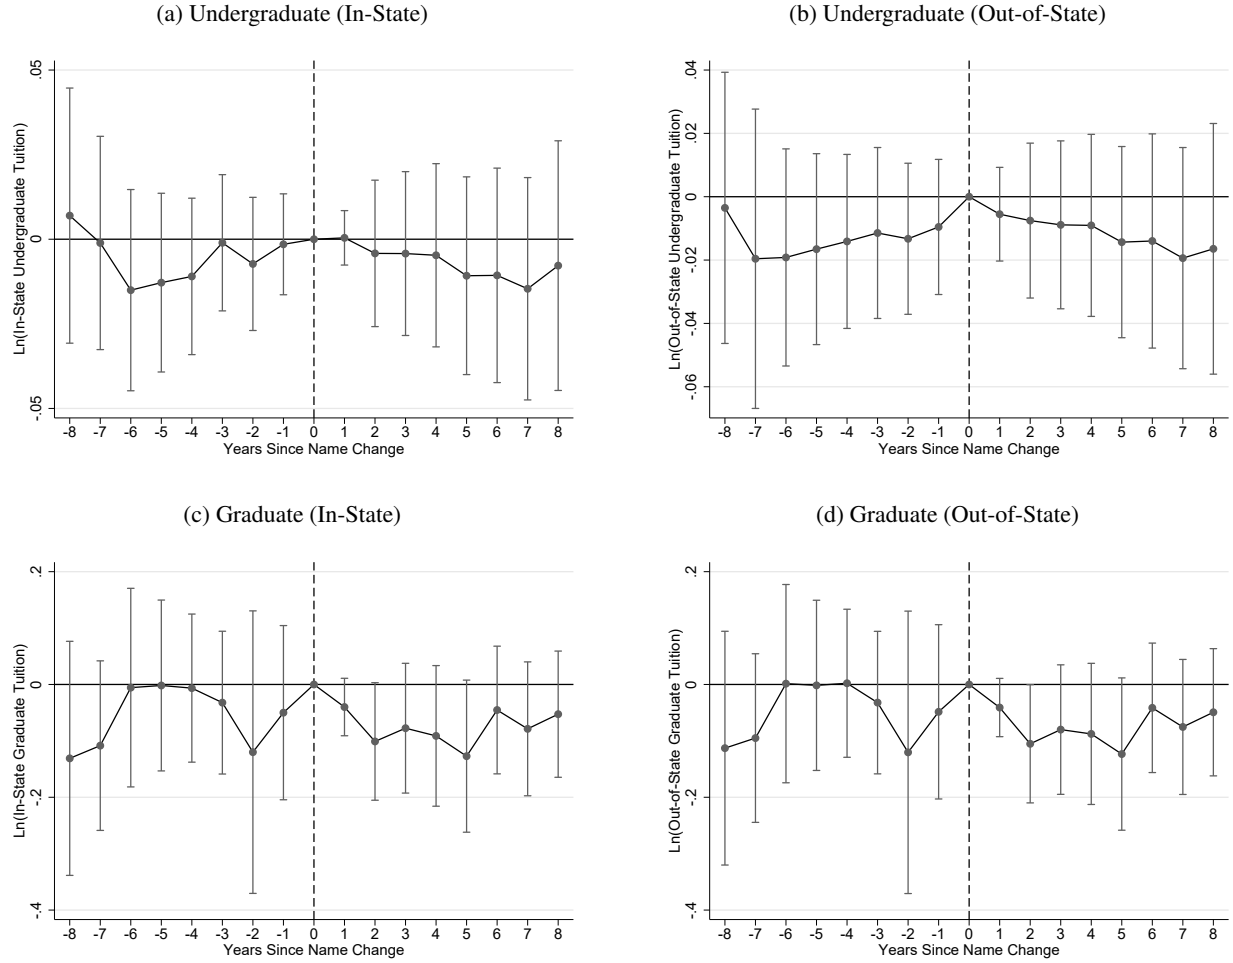 (a) Undergraduate (In-State)
.05
0
-.05
Ln(In-State Undergraduate Tuition)
-8 -7 -6 -5 -4 -3 -2 -1 0 1 2 3 4 5 6 7 8
Years Since Name Change
(b) Undergraduate (Out-of-State)
.04
.02
0
-.02
-.04
-.06
Ln(Out-of-State Undergraduate Tuition)
-8 -7 -6 -5 -4 -3 -2 -1 0 1 2 3 4 5 6 7 8
Years Since Name Change
(c) Graduate (In-State)
.2
0
-.2
-.4
Ln(In-State Graduate Tuition)
-8 -7 -6 -5 -4 -3 -2 -1 0 1 2 3 4 5 6 7 8
Years Since Name Change
(d) Graduate (Out-of-State)
.2
0
-.2
-.4
Ln(Out-of-State Graduate Tuition)
-8 -7 -6 -5 -4 -3 -2 -1 0 1 2 3 4 5 6 7 8
Years Since Name Change